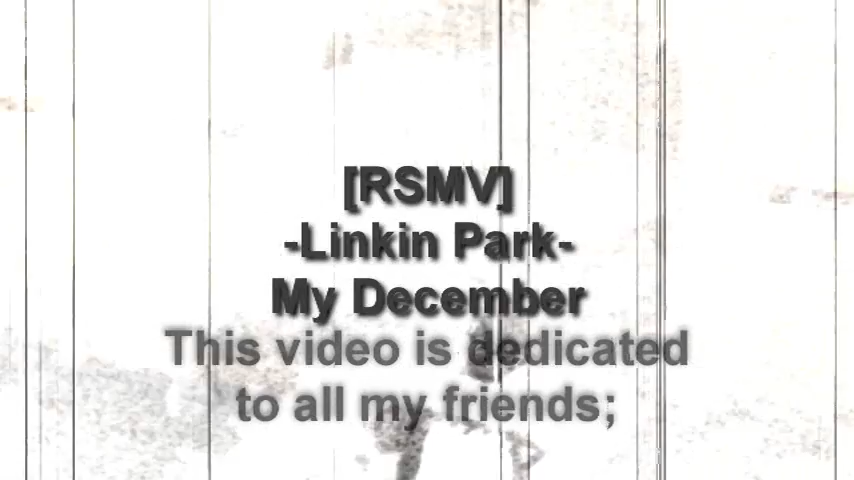 [RSMV]
-Linkin Park-
My December
This video is dedicated
to all my friends;